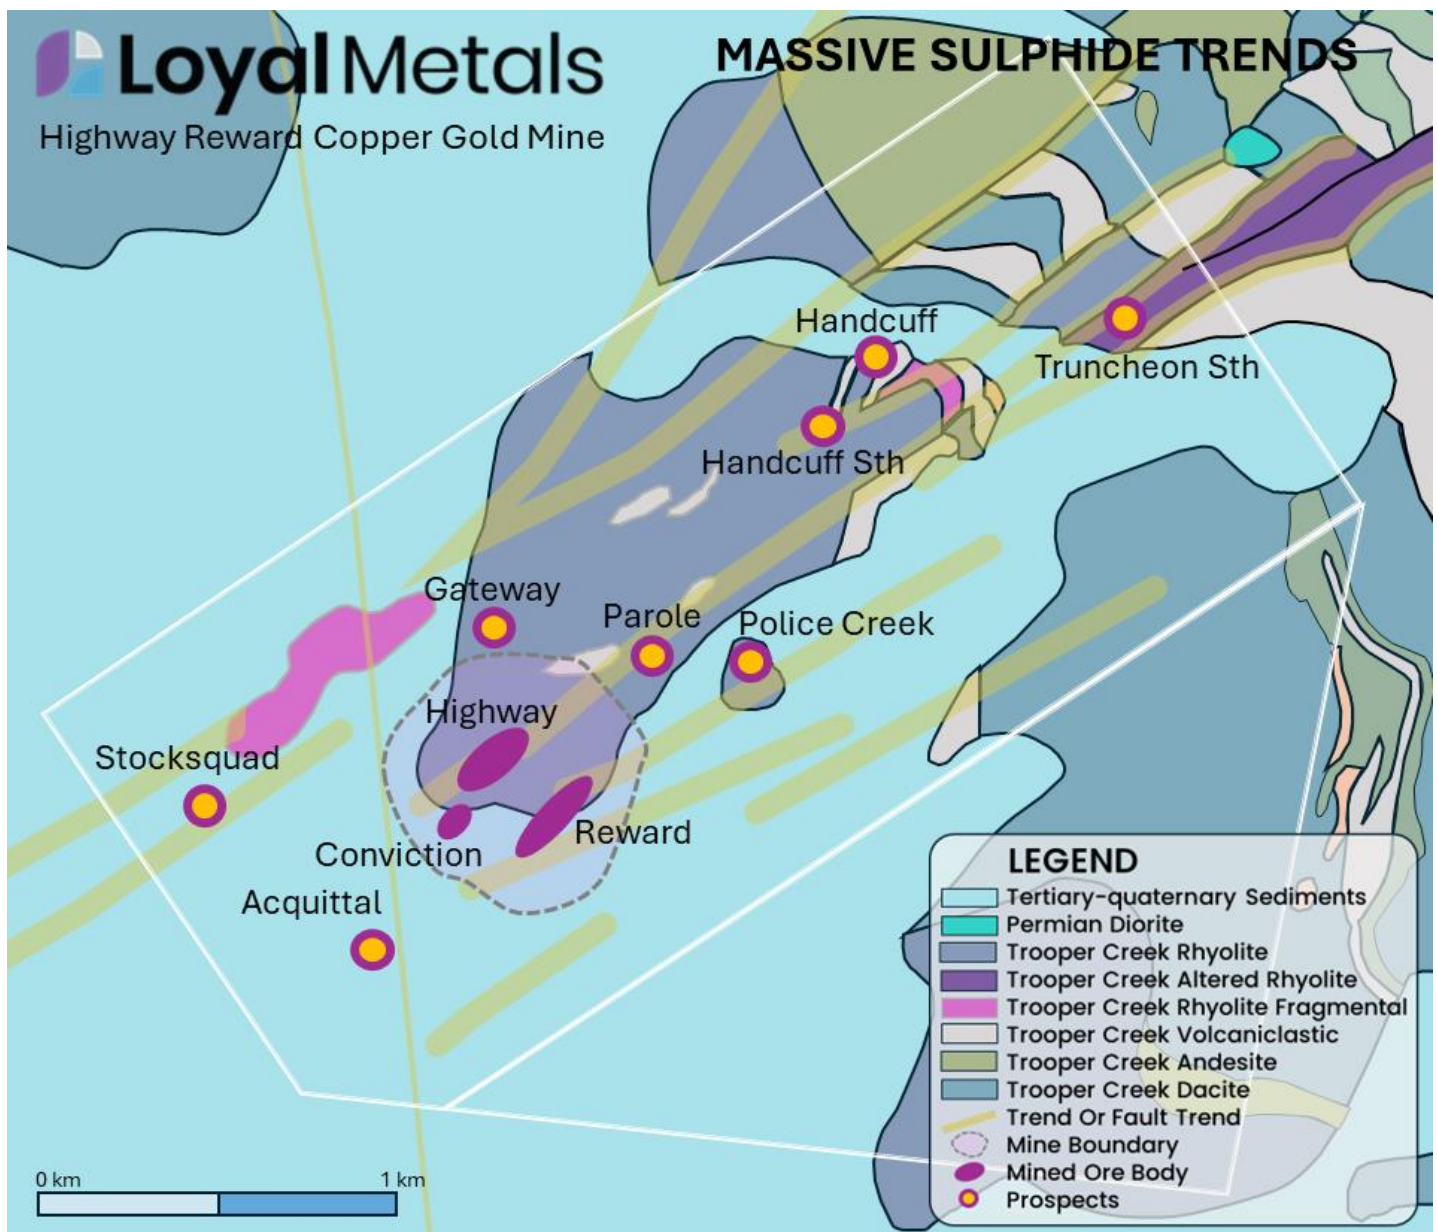 Loyal Metals
MASSIVE SULPHIDE TRENDS
Highway Reward Copper Gold Mine
Handcuff
Truncheon Sth
Handcuff Sth
Gateway
Parole
Police Creek
Highway
Stocksquad
Reward
Conviction
Acquittal
LEGEND
Tertiary-quaternary Sediments
Permian Diorite
Trooper Creek Rhyolite
Trooper Creek Altered Rhyolite
Trooper Creek Rhyolite Fragmental
Trooper Creek Volcaniclastic
Trooper Creek Andesite
Trooper Creek Dacite
Trend Or Fault Trend
Mine Boundary
Mined Ore Body
Prospects
0 km 1 km